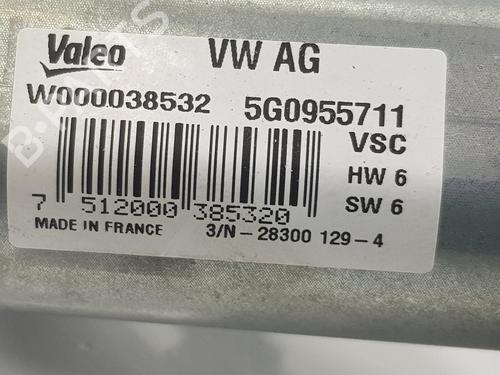 Valeo VW AG
W000038532 5G0955711
VSC
HW 6
SW 6
7 512000 385320
MADE IN FRANCE 3/N-28300 129-4